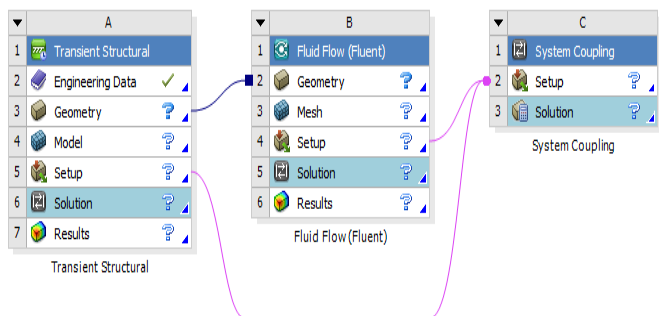 A
1 Transient Structural
2 Engineering Data
3 Geometry
4 Model
5 Setup
6 Solution
7 Results
Transient Structural
B
1 Fluid Flow (Fluent)
2 Geometry
3 Mesh
4 Setup
5 Solution
6 Results
Fluid Flow (Fluent)
C
1 System Coupling
2 Setup
3 Solution
System Coupling